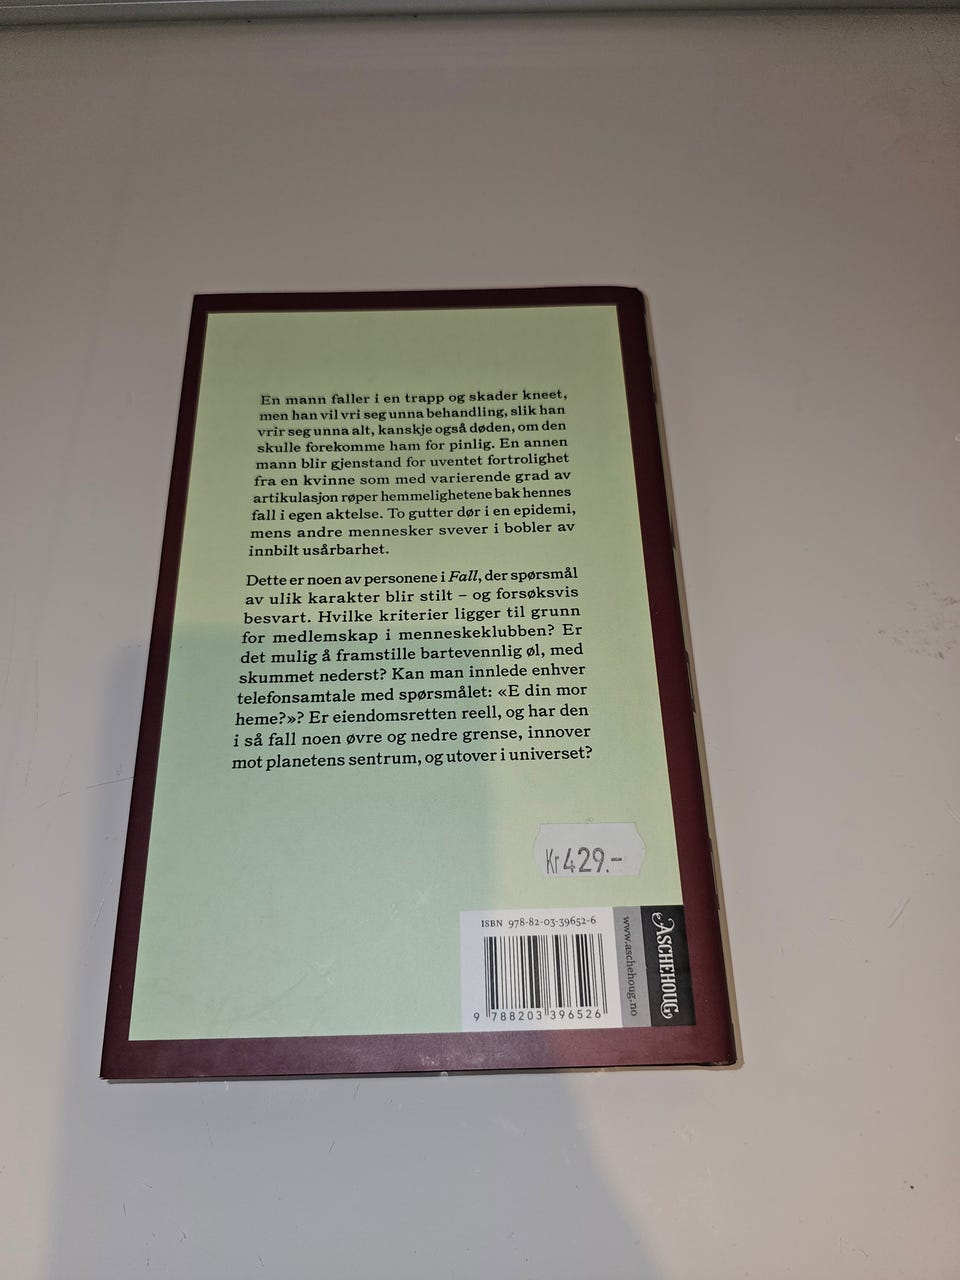 En mann faller i en trapp og skader kneet,
men han vil vri seg unna behandling, slik han
vrir seg unna alt, kanskje også døden, om den
skulle forekomme ham for pinlig. En annen
mann blir gjenstand for uventet fortrolighet
fra en kvinne som med varierende grad av
artikulasjon røper hemmelighetene bak hennes
fall i egen aktelse. To gutter dør i en epidemi,
mens andre mennesker svever i bobler av
innbilt usårbarhet.
Dette er noen av personene i Fall, der spørsmål
av ulik karakter blir stilt – og forsøksvis
besvart. Hvilke kriterier ligger til grunn
for medlemskap i menneskeklubben? Er
det mulig å framstille bartevennlig øl, med
skummet nederst? Kan man innlede enhver
telefonsamtale med spørsmålet: «E din mor
heme?»? Er eiendomsretten reell, og har den
i så fall noen øvre og nedre grense, innover
mot planetens sentrum, og utover i universet?
Kr 429.-
ISBN 978-82-03-39652-6
9 788203 396526
www.aschehoug.no
ASCHEHOUG